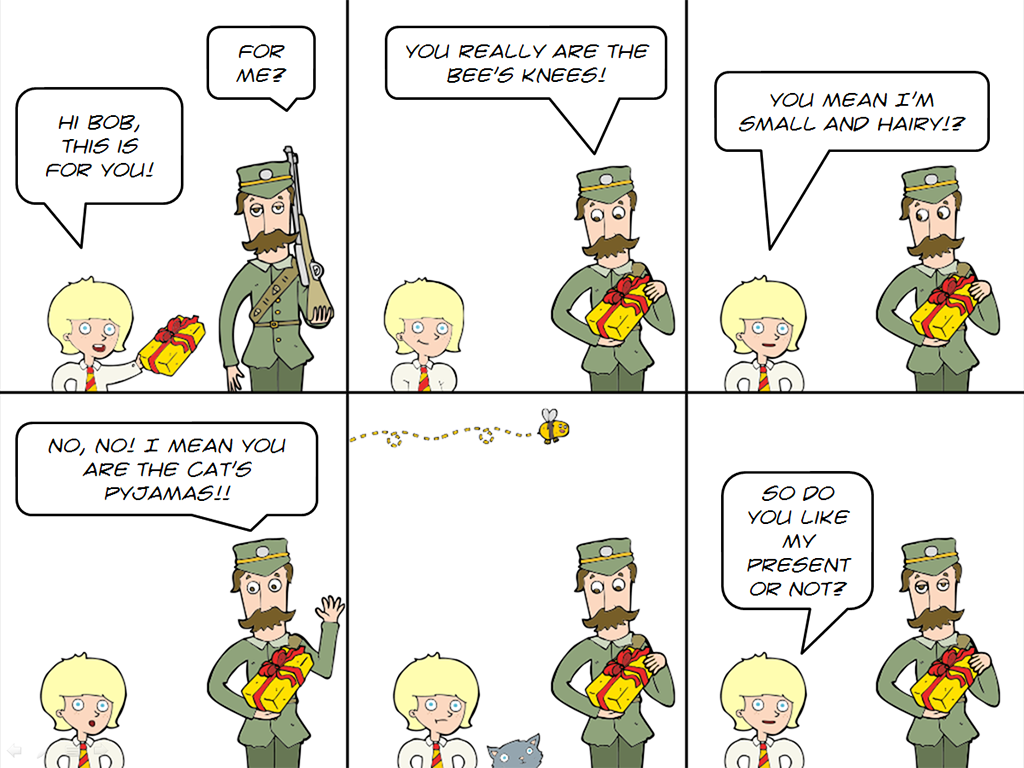 HI BOB,
THIS IS
FOR YOU!
FOR
ME?
YOU REALLY ARE THE
BEE'S KNEES!
YOU MEAN I'M
SMALL AND HAIRY!?
NO, NO! I MEAN YOU
ARE THE CAT'S
PYJAMAS!!
SO DO
YOU LIKE
MY
PRESENT
OR NOT?